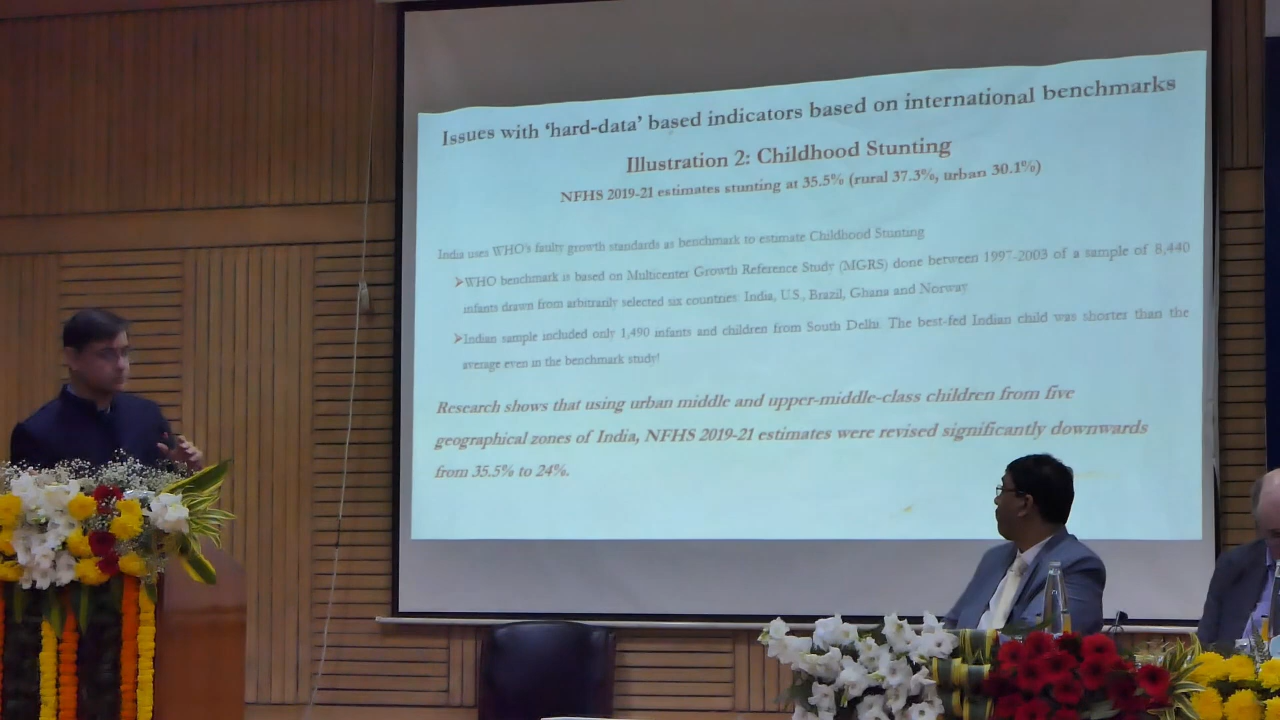 Issues with 'hard-data' based indicators based on international benchmarks
Illustration 2: Childhood Stunting
NFHS 2019-21 estimates stunting at 35.5% (rural 37.3%, urban 30.1%)
India uses WHO's faulty growth standards as benchmark to estimate Childhood Stunting
➢WHO benchmark is based on Multicenter Growth Reference Study (MGRS) done between 1997-2003 of a sample of 8,440
infants drawn from arbitrarily selected six countries: India, U.S., Brazil, Ghana and Norway
➢Indian sample included only 1,490 infants and children from South Delhi. The best-fed Indian child was shorter than the
average even in the benchmark study!
Research shows that using urban middle and upper-middle-class children from five
geographical zones of India, NFHS 2019-21 estimates were revised significantly downwards
from 35.5% to 24%.